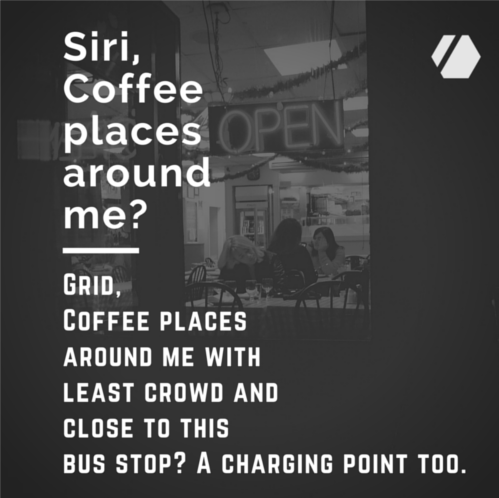 Siri,
Coffee
places
around
me?
OPEN
GRID,
COFFEE PLACES
AROUND ME WITH
LEAST CROWD AND
CLOSE TO THIS
BUS STOP? A CHARGING POINT TOO.